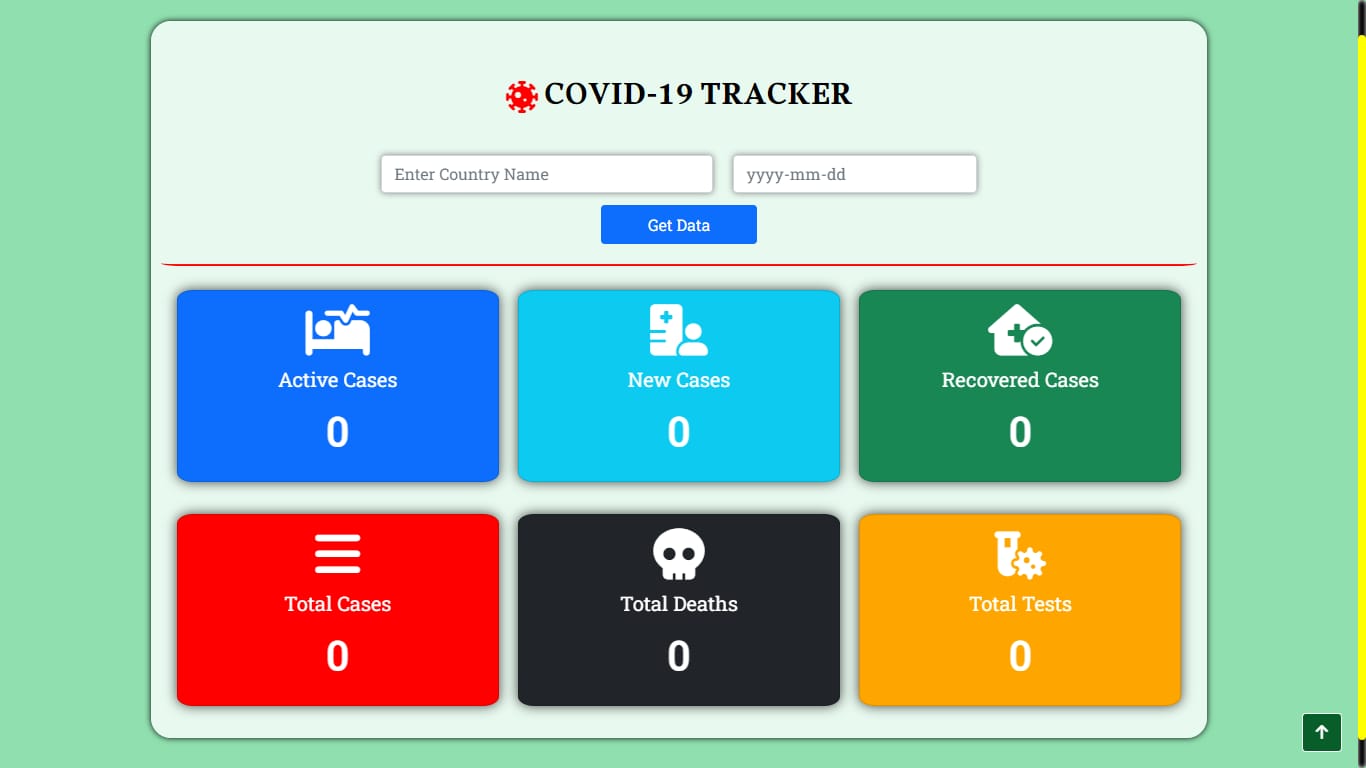 COVID-19 TRACKER
Enter Country Name yyyy-mm-dd
Get Data
Active Cases New Cases Recovered Cases
0 0 0
Total Cases Total Deaths Total Tests
0 0 0